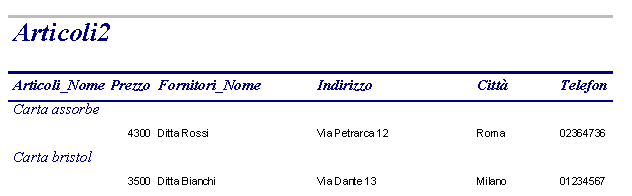 Articoli2
Articoli_Nome Prezzo Fornitori_Nome Indirizzo Città Telefon
Carta assorbe
4300 Ditta Rossi Via Petrarca 12 Roma 02364736
Carta bristol
3500 Ditta Bianchi Via Dante 13 Milano 01234567